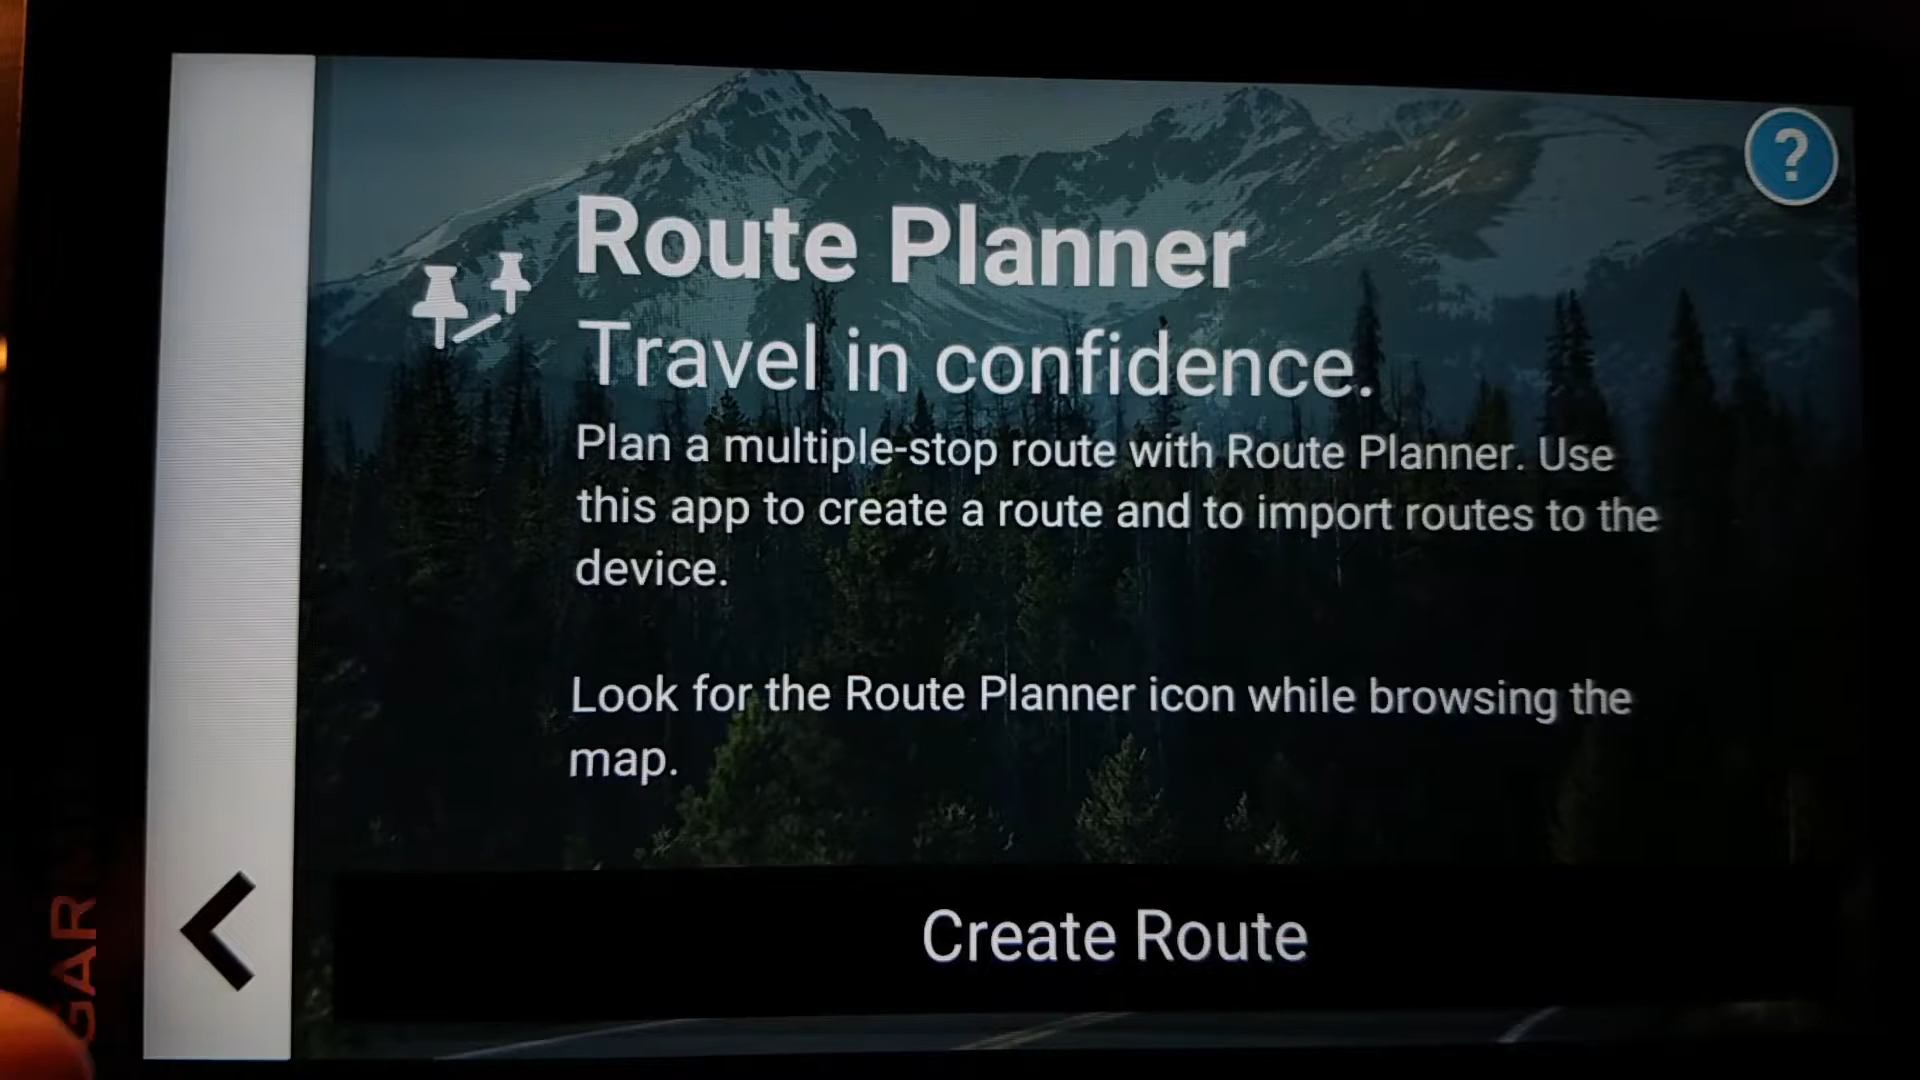 ?
Route Planner
Travel in confidence.
Plan a multiple-stop route with Route Planner. Use
this app to create a route and to import routes to the
device.
Look for the Route Planner icon while browsing the
map.
Create Route
GAR